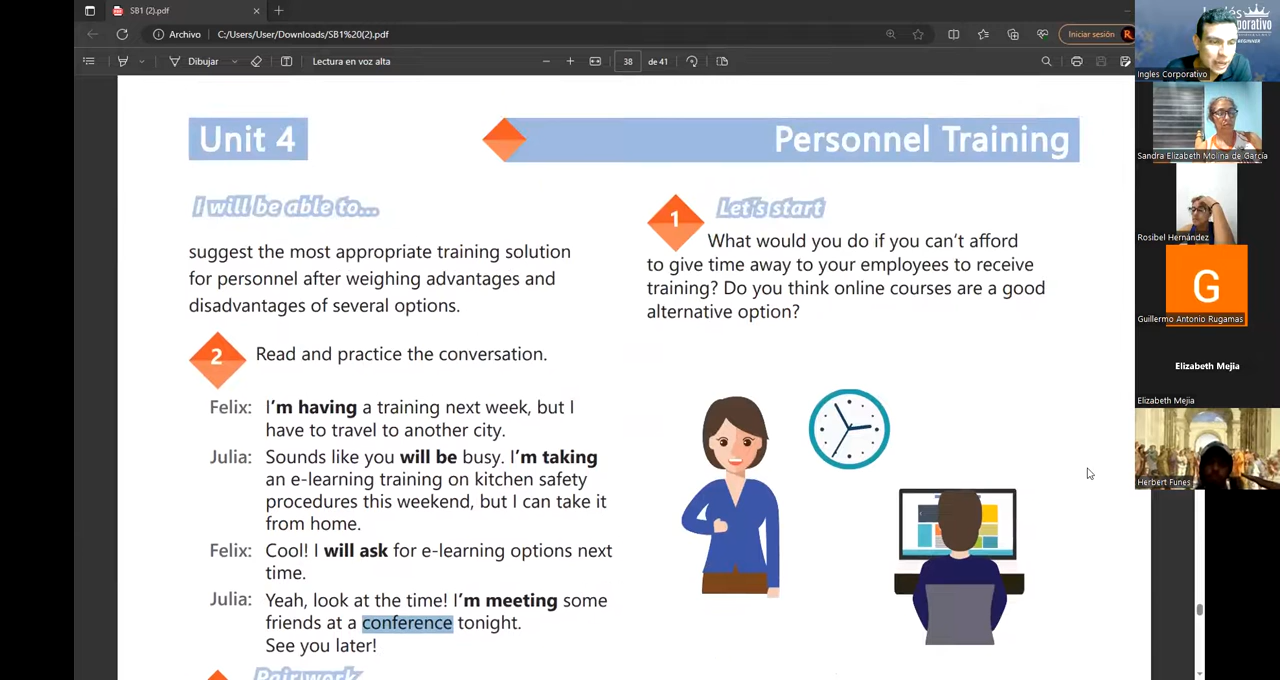 SB1 (2).pdf
Archivo
C:/Users/User/Downloads/SB1%20(2).pdf
Iniciar sesión
R
Dibujar
Lectura en voz alta
38
de 41
Unit 4
Personnel Training
I will be able to...
suggest the most appropriate training solution
for personnel after weighing advantages and
disadvantages of several options.
1
Let's start
What would you do if you can't afford
to give time away to your employees to receive
training? Do you think online courses are a good
alternative option?
2
Read and practice the conversation.
Felix: I'm having a training next week, but I
have to travel to another city.
Julia: Sounds like you will be busy. I'm taking
an e-learning training on kitchen safety
procedures this weekend, but I can take it
from home.
Felix: Cool! I will ask for e-learning options next
time.
Julia: Yeah, look at the time! I'm meeting some
friends at a conference tonight.
See you later!
Pair work
Ingles Corporativo
Sandra Elizabeth Molina de García
Rosibel Hernández
G
Guillermo Antonio Rugamas
Elizabeth Mejia
Elizabeth Mejia
Herbert Funes